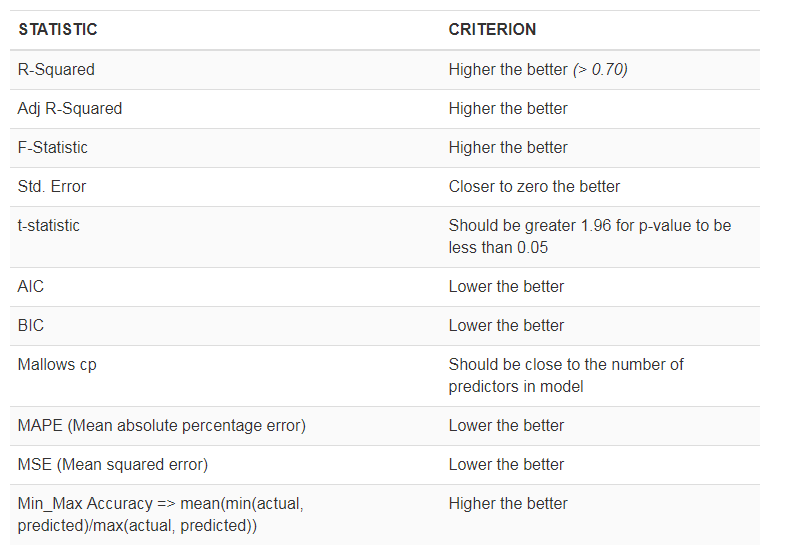 STATISTIC CRITERION
R-Squared Higher the better (> 0.70)
Adj R-Squared Higher the better
F-Statistic Higher the better
Std. Error Closer to zero the better
t-statistic Should be greater 1.96 for p-value to be
less than 0.05
AIC Lower the better
BIC Lower the better
Mallows cp Should be close to the number of
predictors in model
MAPE (Mean absolute percentage error) Lower the better
MSE (Mean squared error) Lower the better
Min_Max Accuracy => mean(min(actual, Higher the better
predicted)/max(actual, predicted))